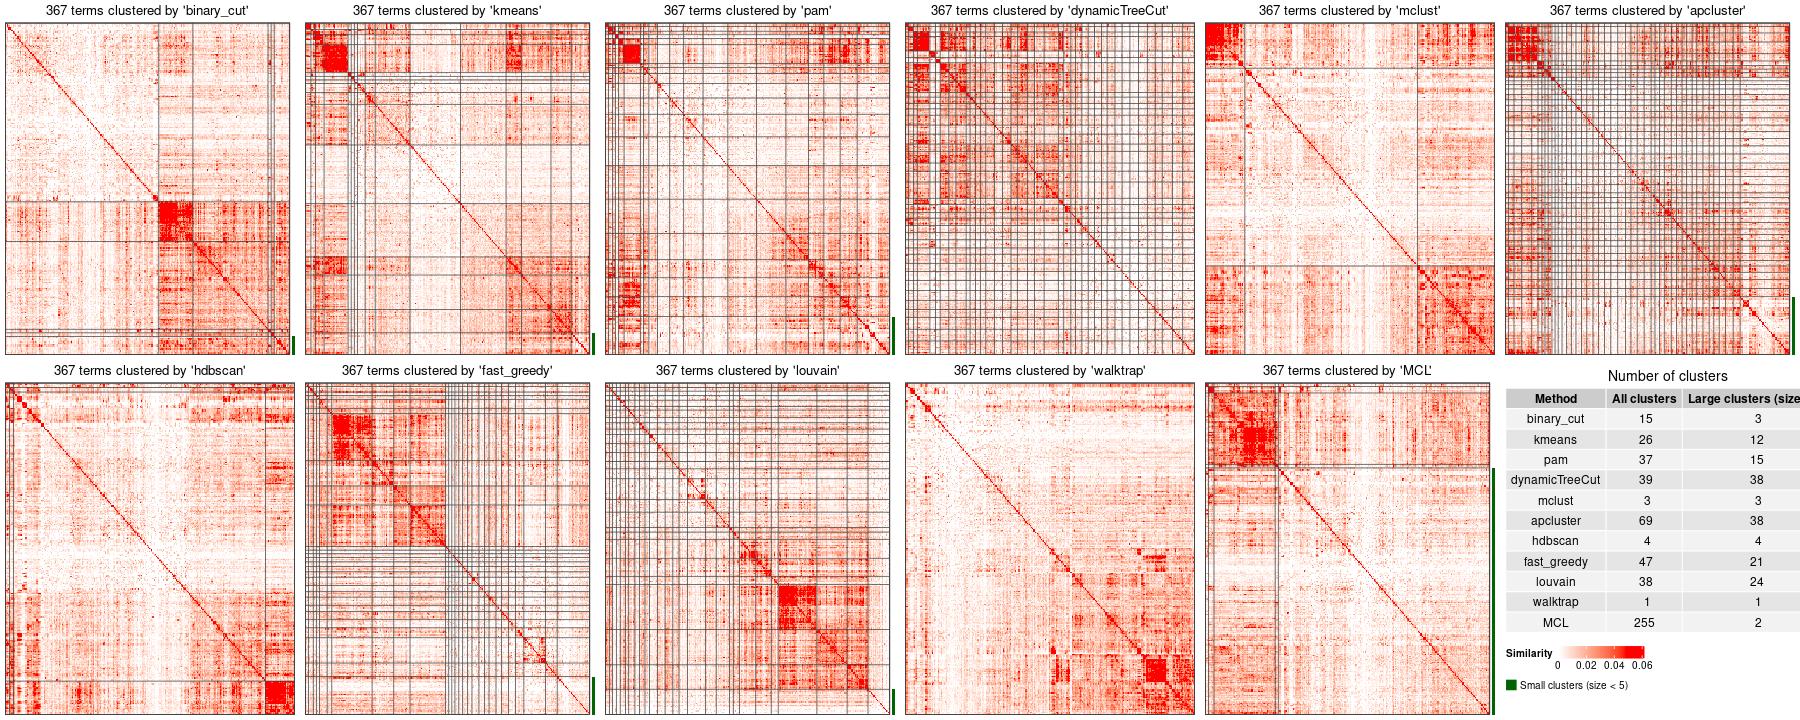 367 terms clustered by 'binary_cut'
367 terms clustered by 'kmeans'
367 terms clustered by 'pam'
367 terms clustered by 'dynamicTreeCut'
367 terms clustered by 'mclust'
367 terms clustered by 'apcluster'
367 terms clustered by 'hdbscan'
367 terms clustered by 'fast_greedy'
367 terms clustered by 'louvain'
367 terms clustered by 'walktrap'
367 terms clustered by 'MCL'
Number of clusters
Method All clusters Large clusters (size
binary_cut 15 3
kmeans 26 12
pam 37 15
dynamicTreeCut 39 38
mclust 3 3
apcluster 69 38
hdbscan 4 4
fast_greedy 47 21
louvain 38 24
walktrap 1 1
MCL 255 2
Similarity
0 0.02 0.04 0.06
Small clusters (size < 5)